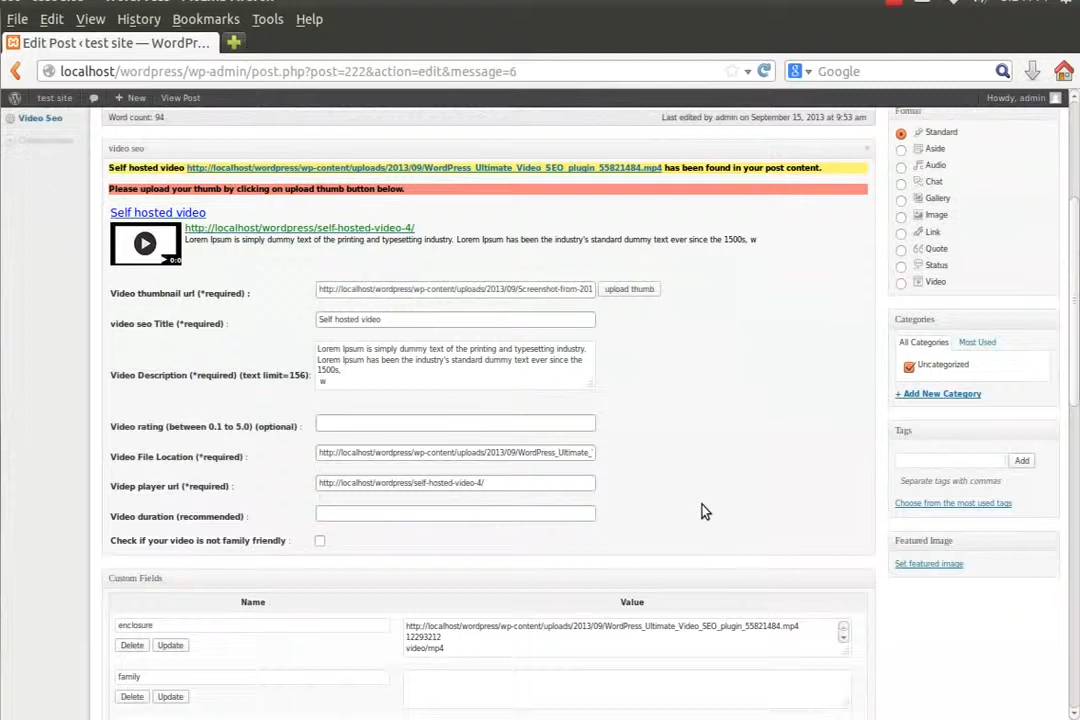 File Edit View History Bookmarks Tools Help
Edit Post ‹ test site — WordPr...
localhost/wordpress/wp-admin/post.php?post=222&action=edit&message=6
Google
test site + New View Post Howdy, admin
Video Seo
Word count: 94 Last edited by admin on September 15, 2013 at 9:53 am
video seo
Self hosted video http://localhost/wordpress/wp-content/uploads/2013/09/WordPress_Ultimate_Video_SEO_plugin_55821484.mp4 has been found in your post content.
Please upload your thumb by clicking on upload thumb button below.
Self hosted video
http://localhost/wordpress/self-hosted-video-4/
Lorem Ipsum is simply dummy text of the printing and typesetting industry. Lorem Ipsum has been the industry's standard dummy text ever since the 1500s, w
0:0
Video thumbnail url (*required) : http://localhost/wordpress/wp-content/uploads/2013/09/Screenshot-from-201 upload thumb
video seo Title (*required) : Self hosted video
Video Description (*required) (text limit=156):
Lorem Ipsum is simply dummy text of the printing and typesetting industry.
Lorem Ipsum has been the industry's standard dummy text ever since the
1500s,
w
Video rating (between 0.1 to 5.0) (optional) :
Video File Location (*required) : http://localhost/wordpress/wp-content/uploads/2013/09/WordPress_Ultimate_
Videp player url (*required) : http://localhost/wordpress/self-hosted-video-4/
Video duration (recommended) :
Check if your video is not family friendly :
Custom Fields
Name Value
enclosure
http://localhost/wordpress/wp-content/uploads/2013/09/WordPress_Ultimate_Video_SEO_plugin_55821484.mp4
12293212
video/mp4
Delete Update
family
Delete Update
Format
Standard
Aside
Audio
Chat
Gallery
Image
Link
Quote
Status
Video
Categories
All Categories Most Used
Uncategorized
+ Add New Category
Tags
Add
Separate tags with commas
Choose from the most used tags
Featured Image
Set featured image